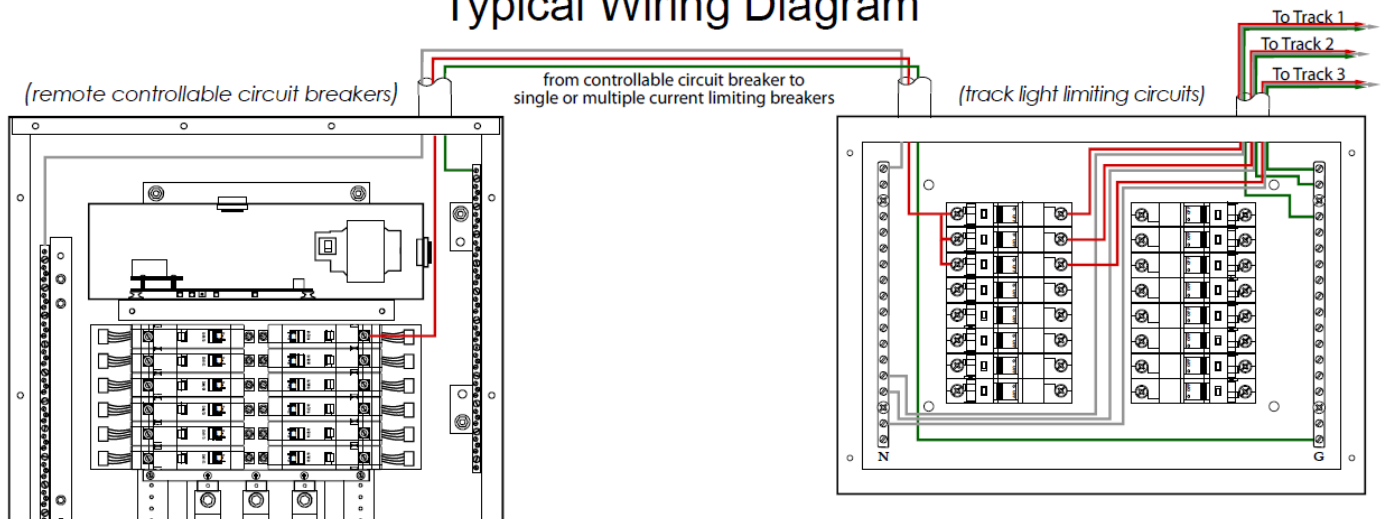 Typical Wiring Diagram
To Track 1
To Track 2
To Track 3
(remote controllable circuit breakers)
from controllable circuit breaker to
single or multiple current limiting breakers
(track light limiting circuits)
N
G